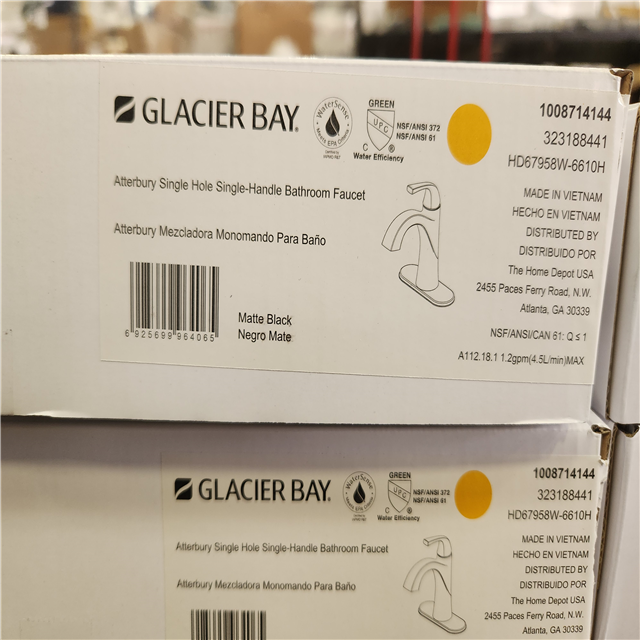 GLACIER BAY.
WaterSense
Meets EPA Criteria
GREEN
UPC
NSF/ANSI 372
NSF/ANSI 61
C ®
Water Efficiency
1008714144
323188441
HD67958W-6610H
Atterbury Single Hole Single-Handle Bathroom Faucet
Atterbury Mezcladora Monomando Para Baño
MADE IN VIETNAM
HECHO EN VIETNAM
DISTRIBUTED BY
DISTRIBUIDO POR
The Home Depot USA
2455 Paces Ferry Road, N.W.
Atlanta, GA 30339
NSF/ANSI/CAN 61: Q ≤ 1
A112.18.1 1.2gpm(4.5L/min)MAX
6 925699 964065
Matte Black
Negro Mate
GLACIER BAY.
WaterSense
GREEN
UPC
NSF/ANSI 372
NSF/ANSI 61
C ®
Water Efficiency
1008714144
323188441
HD67958W-6610H
Atterbury Single Hole Single-Handle Bathroom Faucet
Atterbury Mezcladora Monomando Para Baño
MADE IN VIETNAM
HECHO EN VIETNAM
DISTRIBUTED BY
DISTRIBUIDO POR
The Home Depot USA
2455 Paces Ferry Road, N.W.
Atlanta, GA 30339